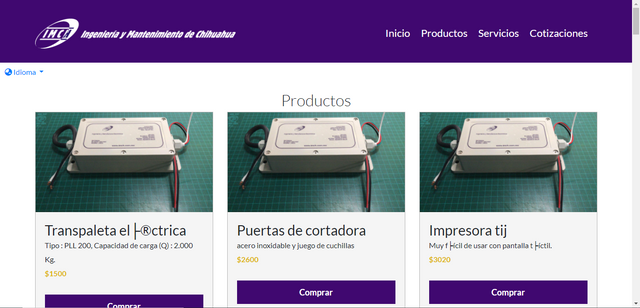 IMCH Ingeniería y Mantenimiento de Chihuahua
Inicio Productos Servicios Cotizaciones
Idioma
Productos
Transpaleta el├®ctrica
Tipo : PLL 200, Capacidad de carga (Q) : 2.000
Kg.
$1500
Comprar
Puertas de cortadora
acero inoxidable y juego de cuchillas
$2600
Comprar
Impresora tij
Muy f├ícil de usar con pantalla t├íctil.
$3020
Comprar